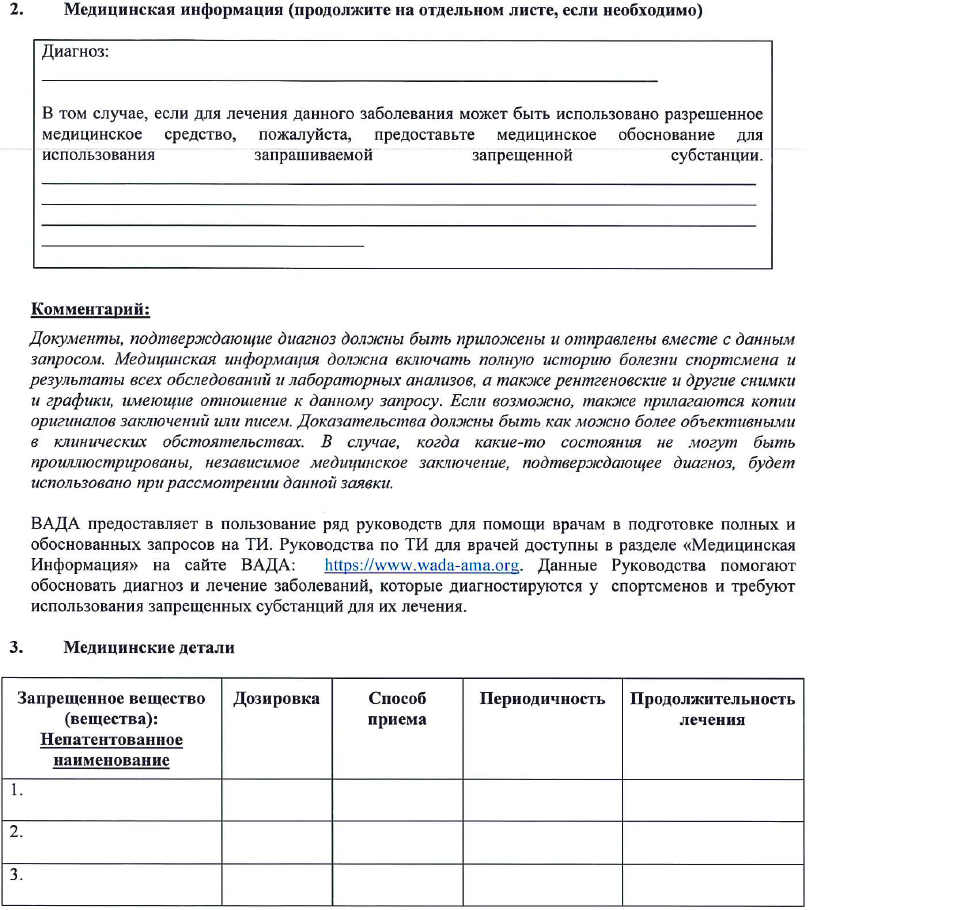 2. Медицинская информация (продолжите на отдельном листе, если необходимо)
Диагноз:
В том случае, если для лечения данного заболевания может быть использовано разрешенное
медицинское средство, пожалуйста, предоставьте медицинское обоснование для
использования запрашиваемой запрещенной субстанции.
Комментарий:
Документы, подтверждающие диагноз должны быть приложены и отправлены вместе с данным
запросом. Медицинская информация должна включать полную историю болезни спортсмена и
результаты всех обследований и лабораторных анализов, а также рентгеновские и другие снимки
и графики, имеющие отношение к данному запросу. Если возможно, также прилагаются копии
оригиналов заключений или писем. Доказательства должны быть как можно более объективными
в клинических обстоятельствах. В случае, когда какие-то состояния не могут быть
проиллюстрированы, независимое медицинское заключение, подтверждающее диагноз, будет
использовано при рассмотрении данной заявки.
ВАДА предоставляет в пользование ряд руководств для помощи врачам в подготовке полных и
обоснованных запросов на ТИ. Руководства по ТИ для врачей доступны в разделе «Медицинская
Информация» на сайте ВАДА: https://www.wada-ama.org. Данные Руководства помогают
обосновать диагноз и лечение заболеваний, которые диагностируются у спортсменов и требуют
использования запрещенных субстанций для их лечения.
3. Медицинские детали
Запрещенное вещество
(вещества):
Непатентованное
наименование
Дозировка
Способ
приема
Периодичность
Продолжительность
лечения
1.
2.
3.